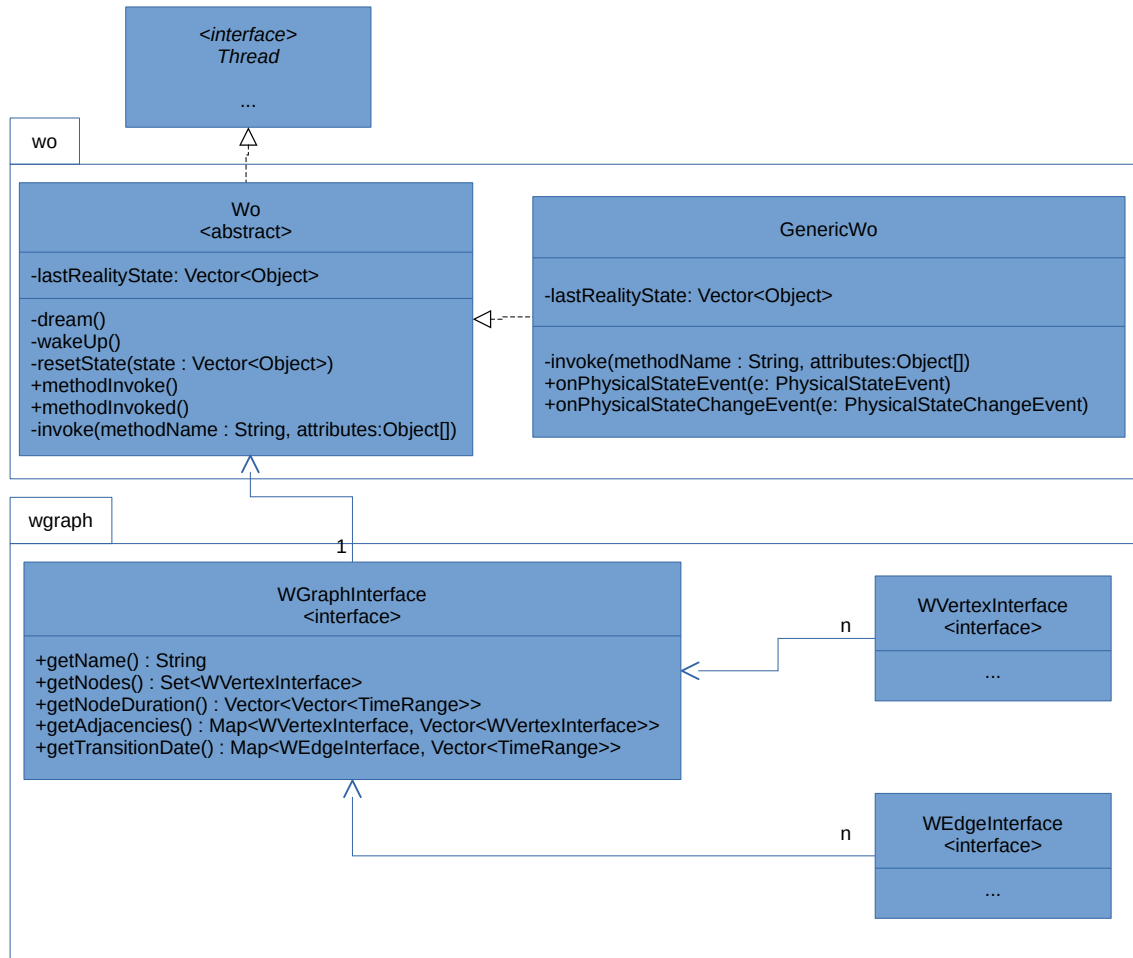 <interface>
Thread
...
wo
Wo
<abstract>
-lastRealityState: Vector<Object>
-dream()
-wakeUp()
-resetState(state : Vector<Object>)
+methodInvoke()
+methodInvoked()
-invoke(methodName : String, attributes:Object[])
GenericWo
-lastRealityState: Vector<Object>
-invoke(methodName : String, attributes:Object[])
+onPhysicalStateEvent(e: PhysicalStateEvent)
+onPhysicalStateChangeEvent(e: PhysicalStateChangeEvent)
wgraph
1
WGraphInterface
<interface>
+getName() : String
+getNodes() : Set<WVertexInterface>
+getNodeDuration() : Vector<Vector<TimeRange>>
+getAdjacencies() : Map<WVertexInterface, Vector<WVertexInterface>>
+getTransitionDate() : Map<WEdgeInterface, Vector<TimeRange>>
n
WVertexInterface
<interface>
...
n
WEdgeInterface
<interface>
...